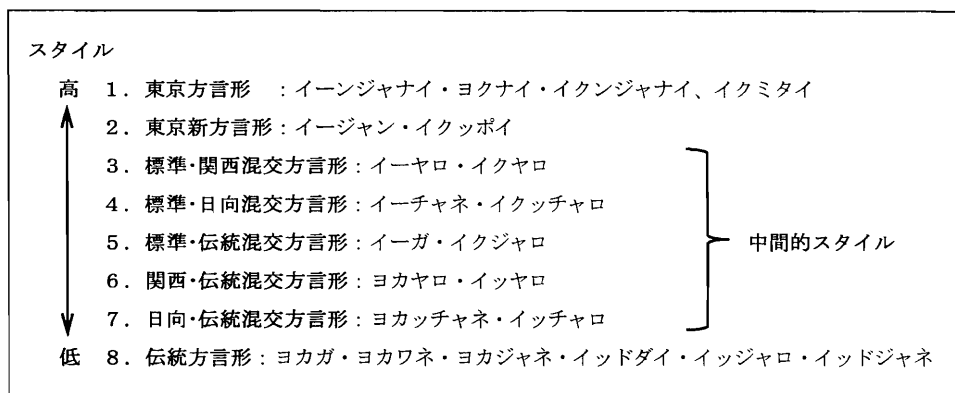 スタイル
高 1．東京方言形　：イーンジャナイ・ヨクナイ・イクンジャナイ、イクミタイ
2．東京新方言形：イージャン・イクッポイ
3．標準・関西混交方言形：イーヤロ・イクヤロ
4．標準・日向混交方言形：イーチャネ・イクッチャロ
5．標準・伝統混交方言形：イーガ・イクジャロ
中間的スタイル
6．関西・伝統混交方言形：ヨカヤロ・イッヤロ
7．日向・伝統混交方言形：ヨカッチャネ・イッチャロ
低 8．伝統方言形：ヨカガ・ヨカワネ・ヨカジャネ・イッドダイ・イッジャロ・イッドジャネ